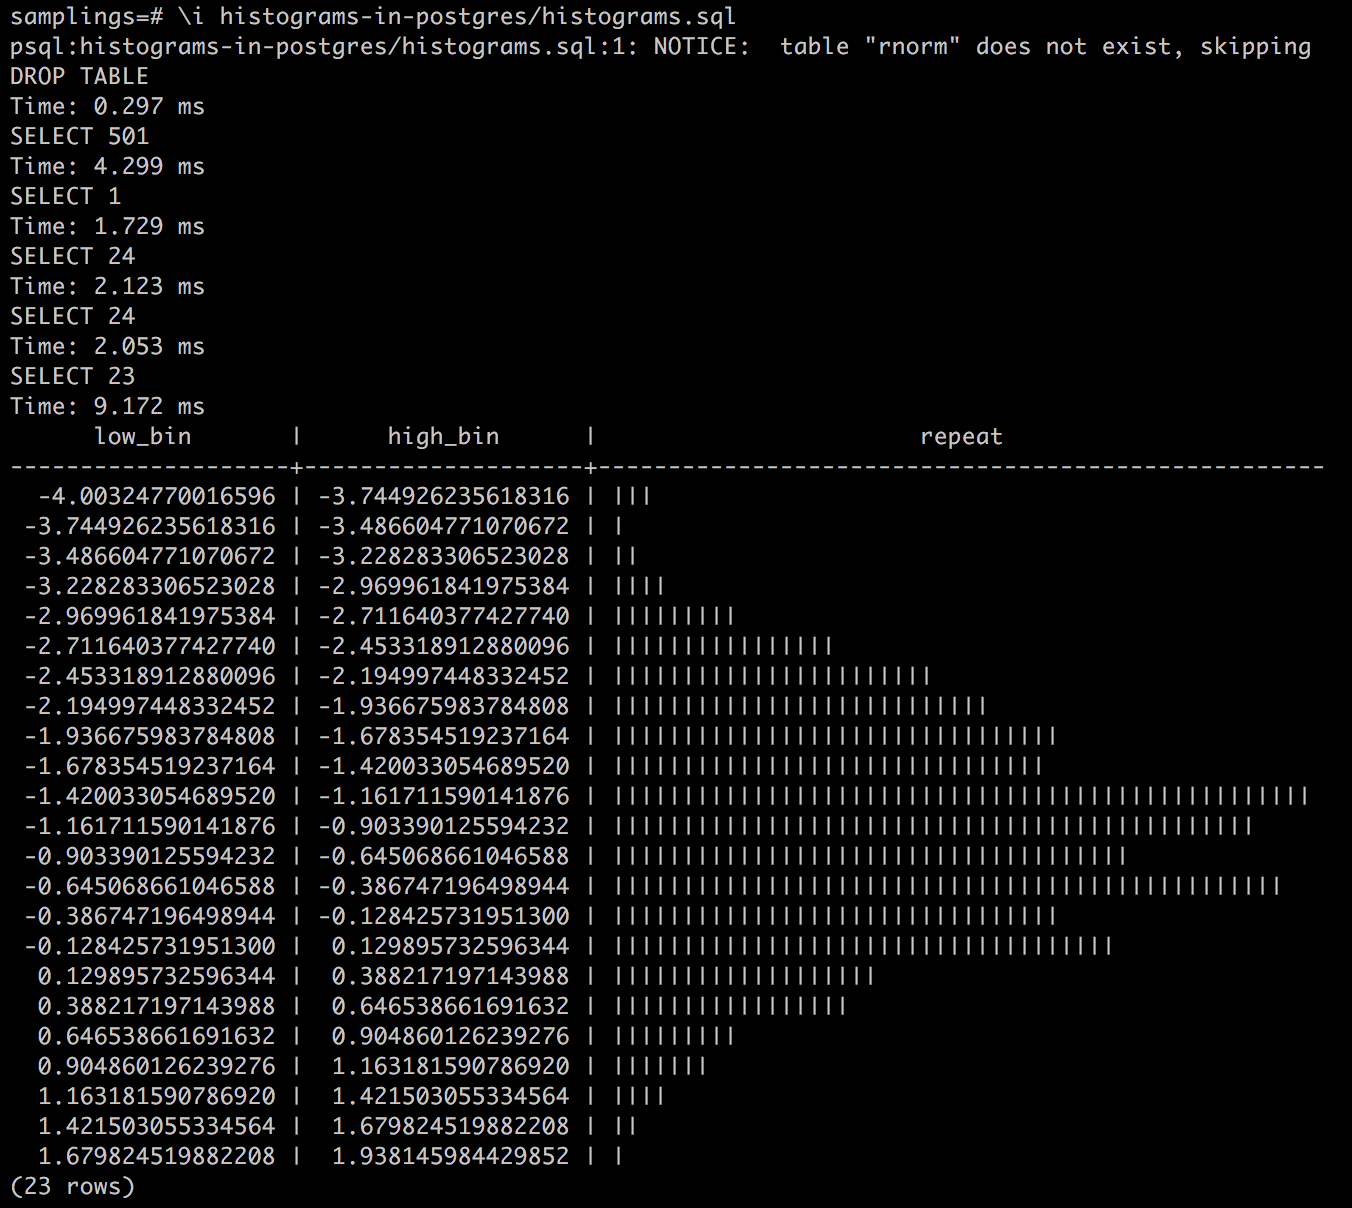 samplings=# \i histograms-in-postgres/histograms.sql
psql:histograms-in-postgres/histograms.sql:1: NOTICE:  table "rnorm" does not exist, skipping
DROP TABLE
Time: 0.297 ms
SELECT 501
Time: 4.299 ms
SELECT 1
Time: 1.729 ms
SELECT 24
Time: 2.123 ms
SELECT 24
Time: 2.053 ms
SELECT 23
Time: 9.172 ms
      low_bin       |      high_bin      |                       repeat
--------------------+--------------------+----------------------------------------------------
  -4.00324770016596 | -3.744926235618316 | |||
 -3.744926235618316 | -3.486604771070672 | |
 -3.486604771070672 | -3.228283306523028 | ||
 -3.228283306523028 | -2.969961841975384 | ||||
 -2.969961841975384 | -2.711640377427740 | |||||||||
 -2.711640377427740 | -2.453318912880096 | ||||||||||||||||
 -2.453318912880096 | -2.194997448332452 | |||||||||||||||||||||||
 -2.194997448332452 | -1.936675983784808 | |||||||||||||||||||||||||||
 -1.936675983784808 | -1.678354519237164 | ||||||||||||||||||||||||||||||||
 -1.678354519237164 | -1.420033054689520 | |||||||||||||||||||||||||||||||
 -1.420033054689520 | -1.161711590141876 | ||||||||||||||||||||||||||||||||||||||||||||||||||
 -1.161711590141876 | -0.903390125594232 | ||||||||||||||||||||||||||||||||||||||||||||||
 -0.903390125594232 | -0.645068661046588 | |||||||||||||||||||||||||||||||||||||
 -0.645068661046588 | -0.386747196498944 | ||||||||||||||||||||||||||||||||||||||||||||||||
 -0.386747196498944 | -0.128425731951300 | ||||||||||||||||||||||||||||||||
 -0.128425731951300 |  0.129895732596344 | ||||||||||||||||||||||||||||||||||||
  0.129895732596344 |  0.388217197143988 | |||||||||||||||||||
  0.388217197143988 |  0.646538661691632 | |||||||||||||||||
  0.646538661691632 |  0.904860126239276 | |||||||||
  0.904860126239276 |  1.163181590786920 | |||||||
  1.163181590786920 |  1.421503055334564 | ||||
  1.421503055334564 |  1.679824519882208 | ||
  1.679824519882208 |  1.938145984429852 | |
(23 rows)